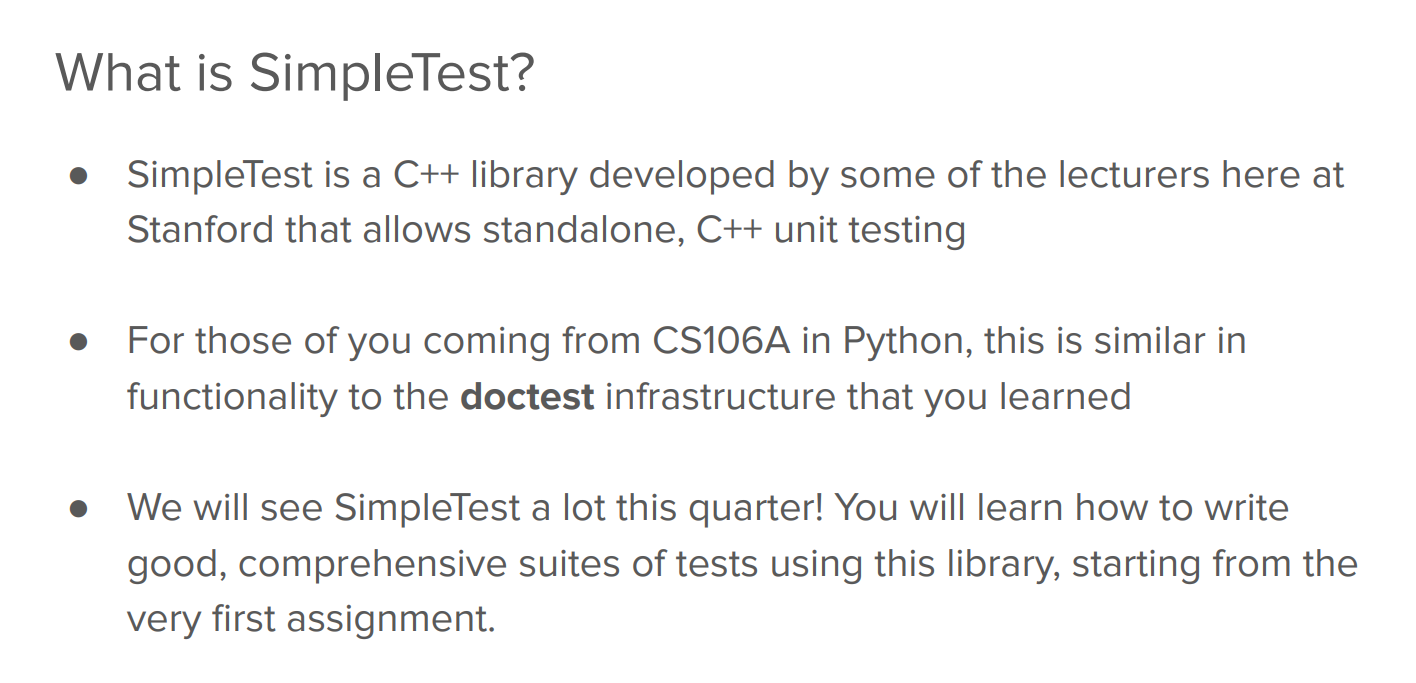 What is SimpleTest?
● SimpleTest is a C++ library developed by some of the lecturers here at
Stanford that allows standalone, C++ unit testing
● For those of you coming from CS106A in Python, this is similar in
functionality to the doctest infrastructure that you learned
● We will see SimpleTest a lot this quarter! You will learn how to write
good, comprehensive suites of tests using this library, starting from the
very first assignment.